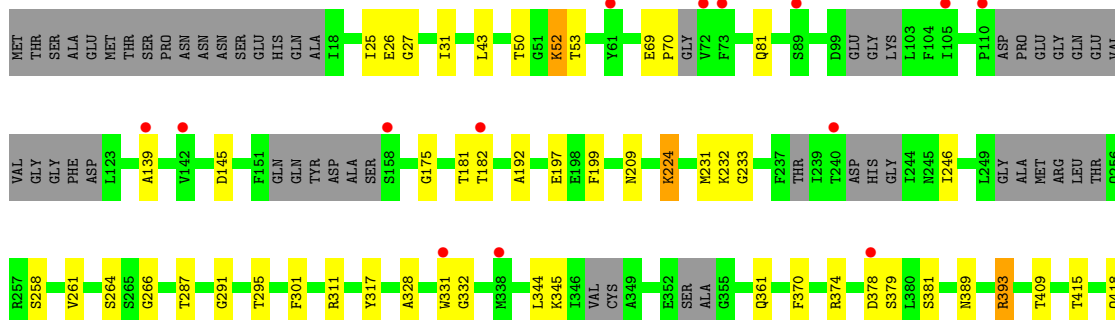 MET THR SER ALA GLU MET THR SER PRO ASN ASN ASN SER GLU HIS GLN ALA I18 I25 E26 G27 I31 L43 T50 G51 K52 T53 Y61 E69 P70 GLY V72 F73 Q81 S89 D99 GLU GLY LYS L103 F104 I105 P110 ASP PRO GLU GLY GLN GLU VAL
VAL GLY GLY PHE ASP L123 A139 V142 D145 F151 GLN GLN TYR ASP ALA SER S158 G175 T181 T182 A192 E197 E198 F199 N209 K224 M231 K232 G233 F237 THR I239 T240 ASP HIS GLY I244 N245 I246 L249 GLY ALA MET ARG LEU THR Q256
R257 S258 V261 S264 S265 G266 T287 G291 T295 F301 R311 Y317 A328 W331 G332 M338 L344 K345 I346 VAL CYS A349 E352 SER ALA G355 Q361 F370 R374 D378 S379 L380 S381 N389 R393 T409 T415